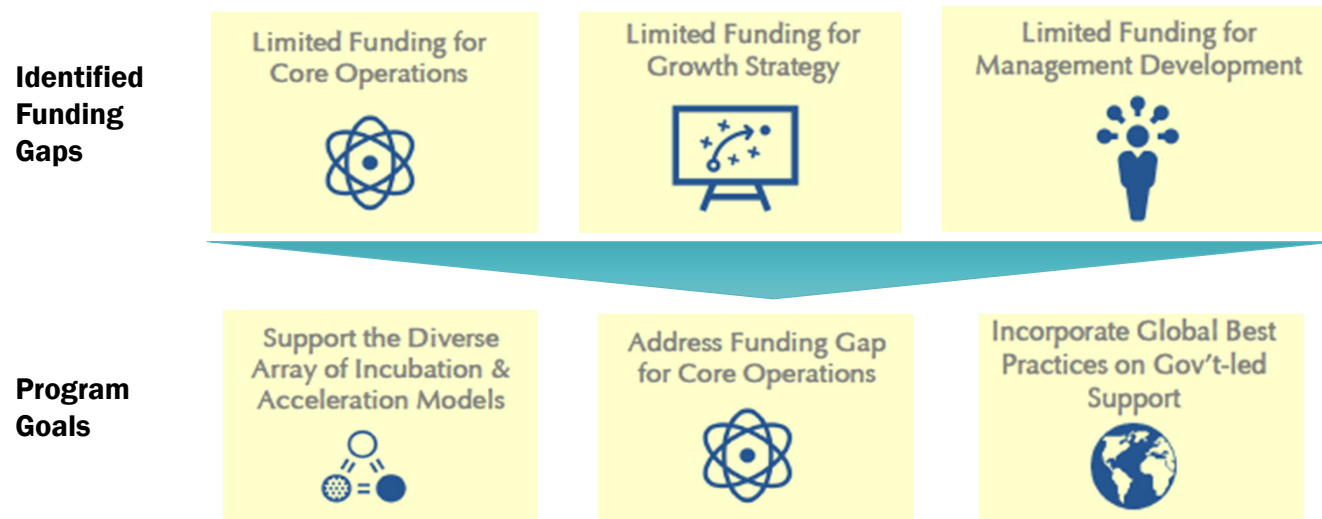 Identified
Funding
Gaps
Limited Funding for
Core Operations
Limited Funding for
Growth Strategy
Limited Funding for
Management Development
Program
Goals
Support the Diverse
Array of Incubation &
Acceleration Models
Address Funding Gap
for Core Operations
Incorporate Global Best
Practices on Gov't-led
Support